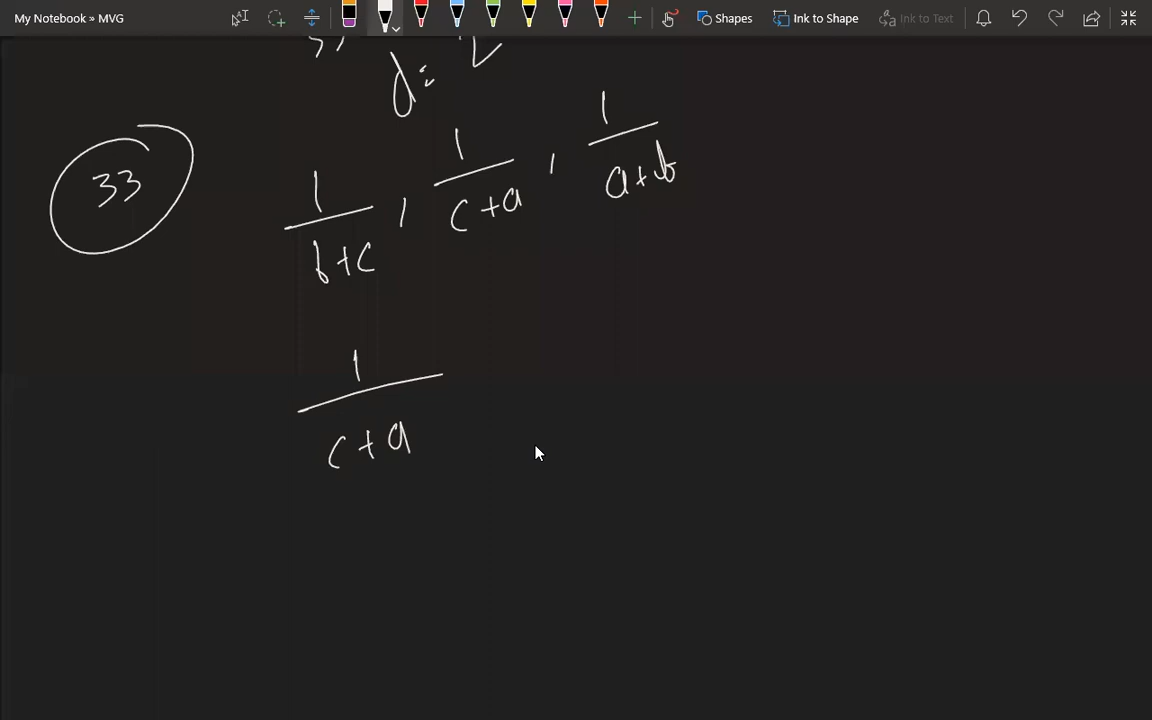 My Notebook » MVG
Shapes
Ink to Shape
Ink to Text
d =
33
1/(b+c) , 1/(c+a) , 1/(a+b)
1/(c+a)